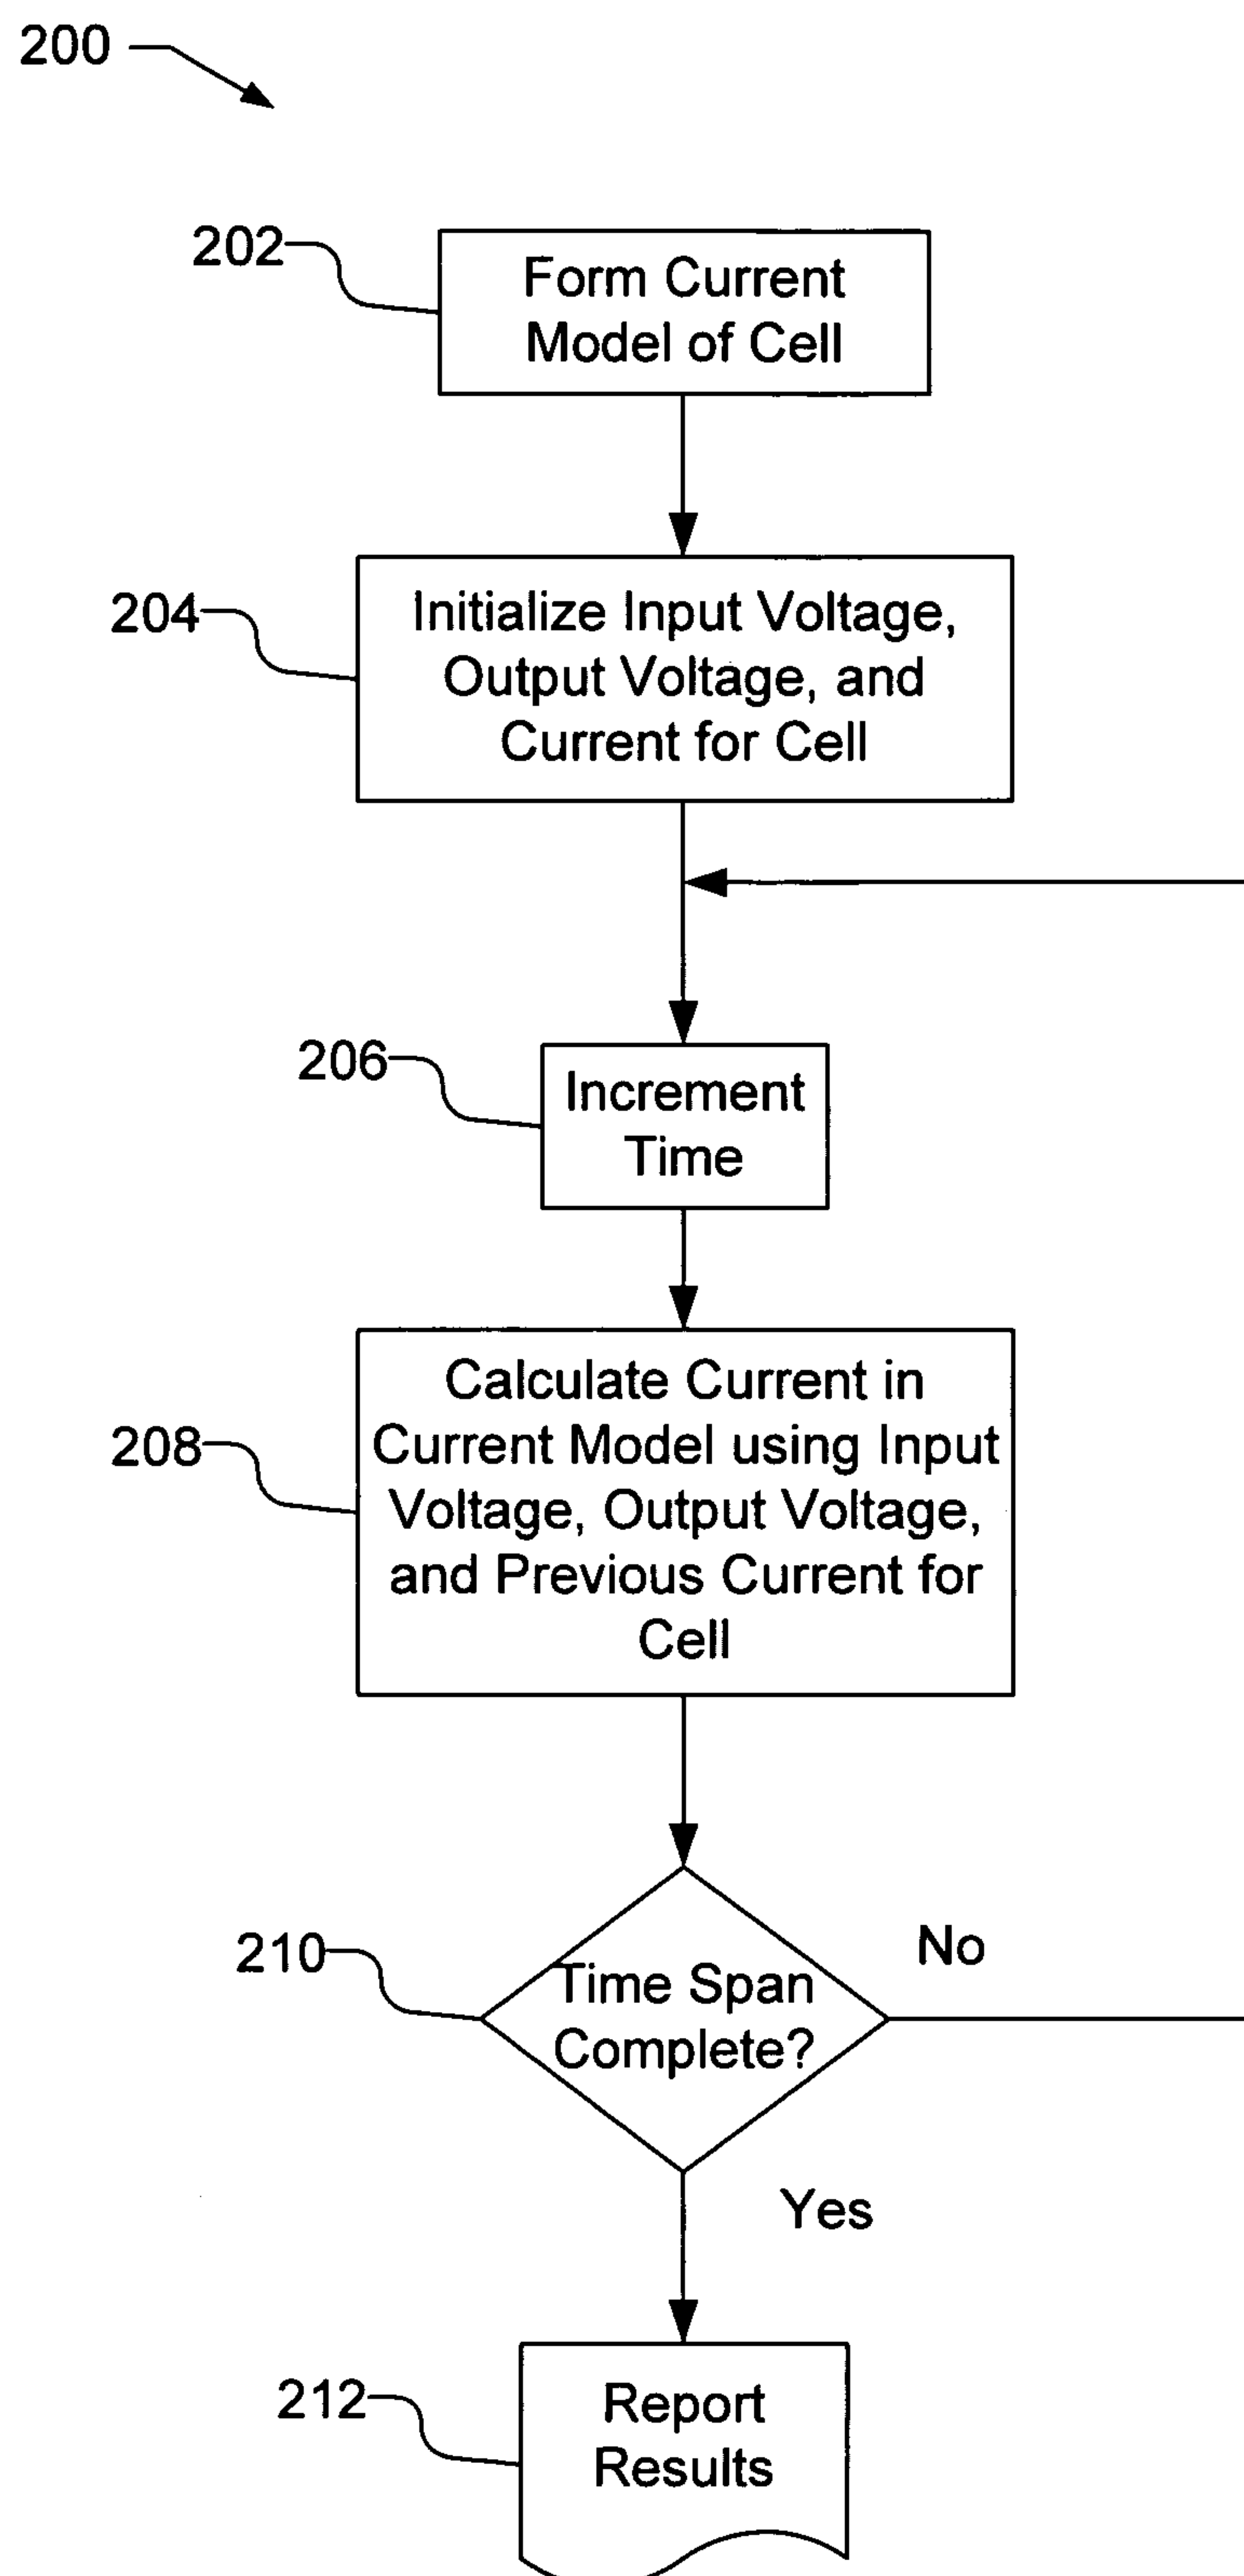 200
202
Form Current
Model of Cell
204
Initialize Input Voltage,
Output Voltage, and
Current for Cell
206
Increment
Time
208
Calculate Current in
Current Model using Input
Voltage, Output Voltage,
and Previous Current for
Cell
210
Time Span
Complete?
No
Yes
212
Report
Results